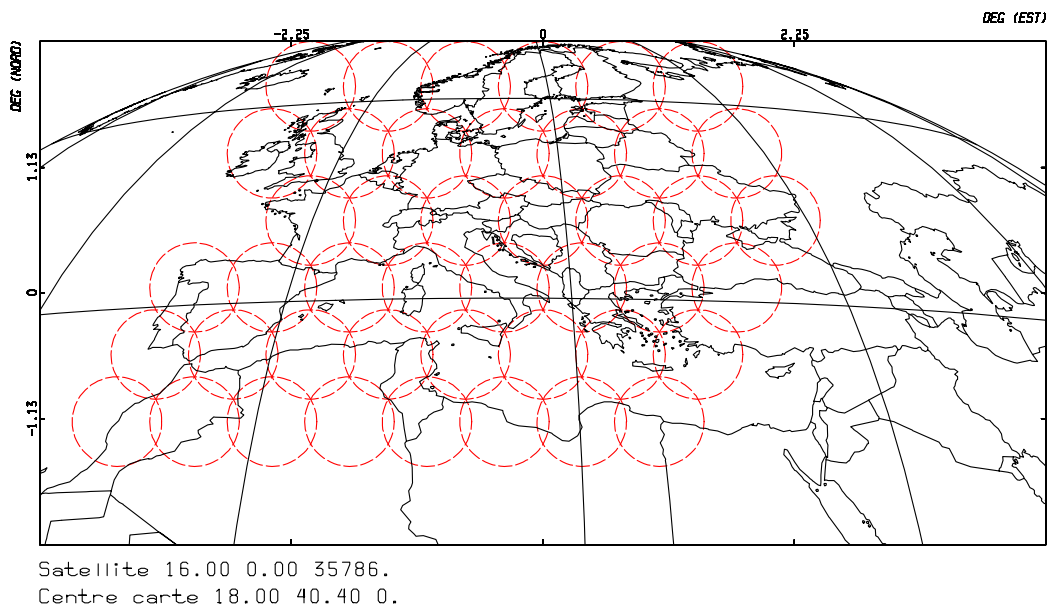 DEG (EST)
-2.25 0 2.25
DEG (NORD)
1.13
0
-1.13
Satellite 16.00 0.00 35786.
Centre carte 18.00 40.40 0.